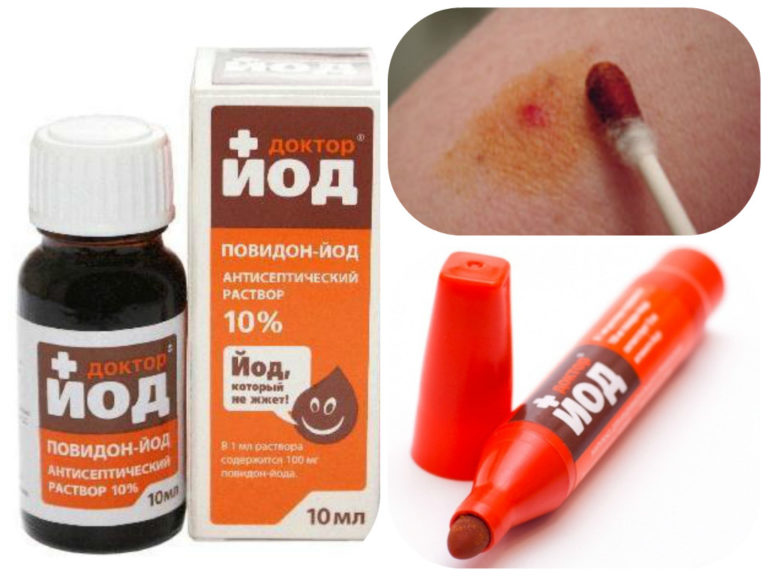 доктор®
ЙОД
ПОВИДОН-ЙОД
АНТИСЕПТИЧЕСКИЙ
РАСТВОР 10%
10мл
доктор®
ЙОД
ПОВИДОН-ЙОД
АНТИСЕПТИЧЕСКИЙ
РАСТВОР
10%
Йод,
который
не жжет!
В 1 мл раствора
содержится 100 мг
повидон-йода.
10 мл
доктор
ЙОД